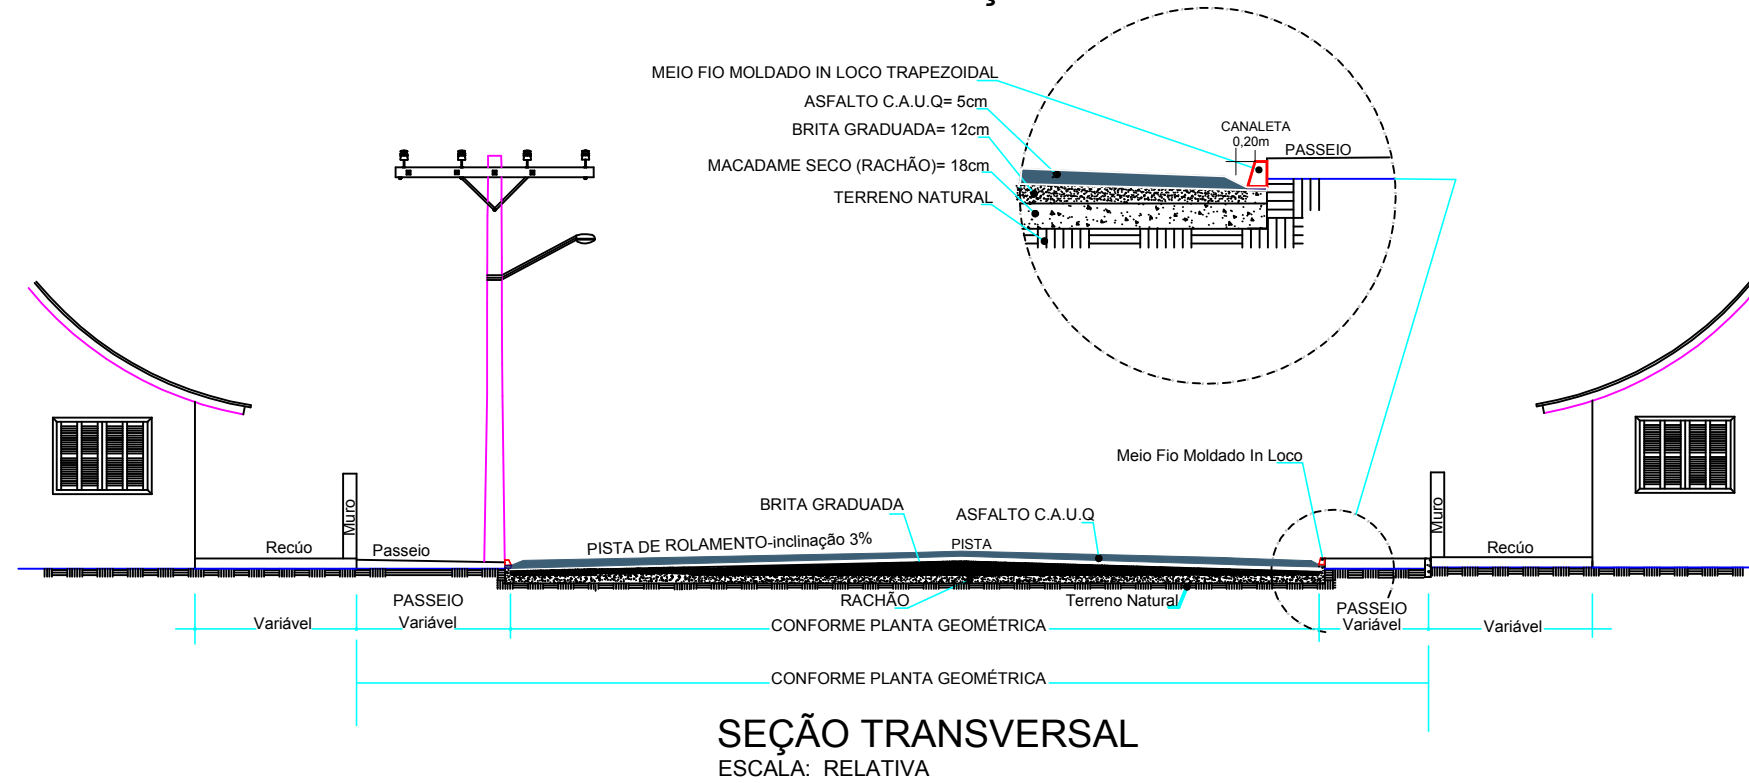 MEIO FIO MOLDADO IN LOCO TRAPEZOIDAL
ASFALTO C.A.U.Q= 5cm
BRITA GRADUADA= 12cm
MACADAME SECO (RACHÃO)= 18cm
TERRENO NATURAL
CANALETA
0,20m
PASSEIO
Meio Fio Moldado In Loco
BRITA GRADUADA
ASFALTO C.A.U.Q
PISTA DE ROLAMENTO-inclinação 3%
PISTA
Muro
Muro
Recúo
Passeio
Recúo
RACHÃO
Terreno Natural
Variável
PASSEIO
Variável
CONFORME PLANTA GEOMÉTRICA
PASSEIO
Variável
Variável
CONFORME PLANTA GEOMÉTRICA
SEÇÃO TRANSVERSAL
ESCALA: RELATIVA